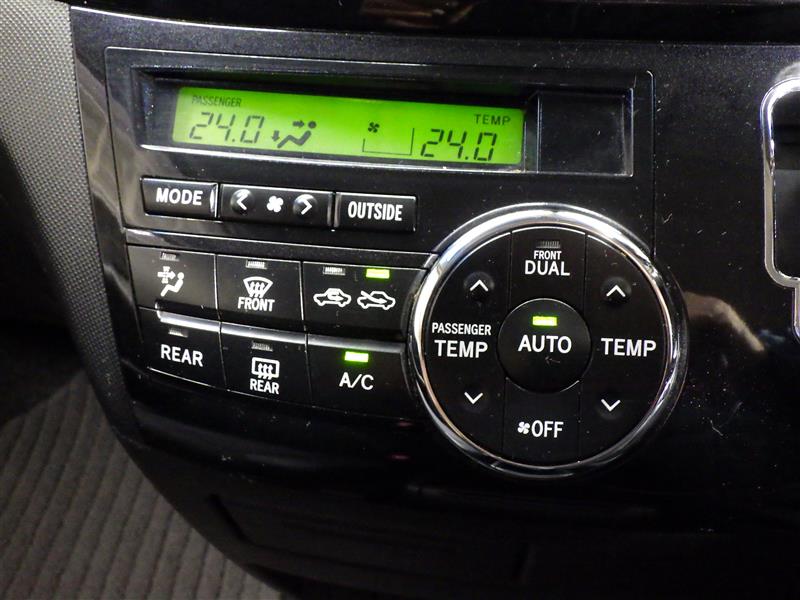 PASSENGER TEMP
24.0 24.0
MODE OUTSIDE
FRONT
DUAL
FRONT
PASSENGER
TEMP
AUTO
TEMP
REAR
REAR
A/C
OFF